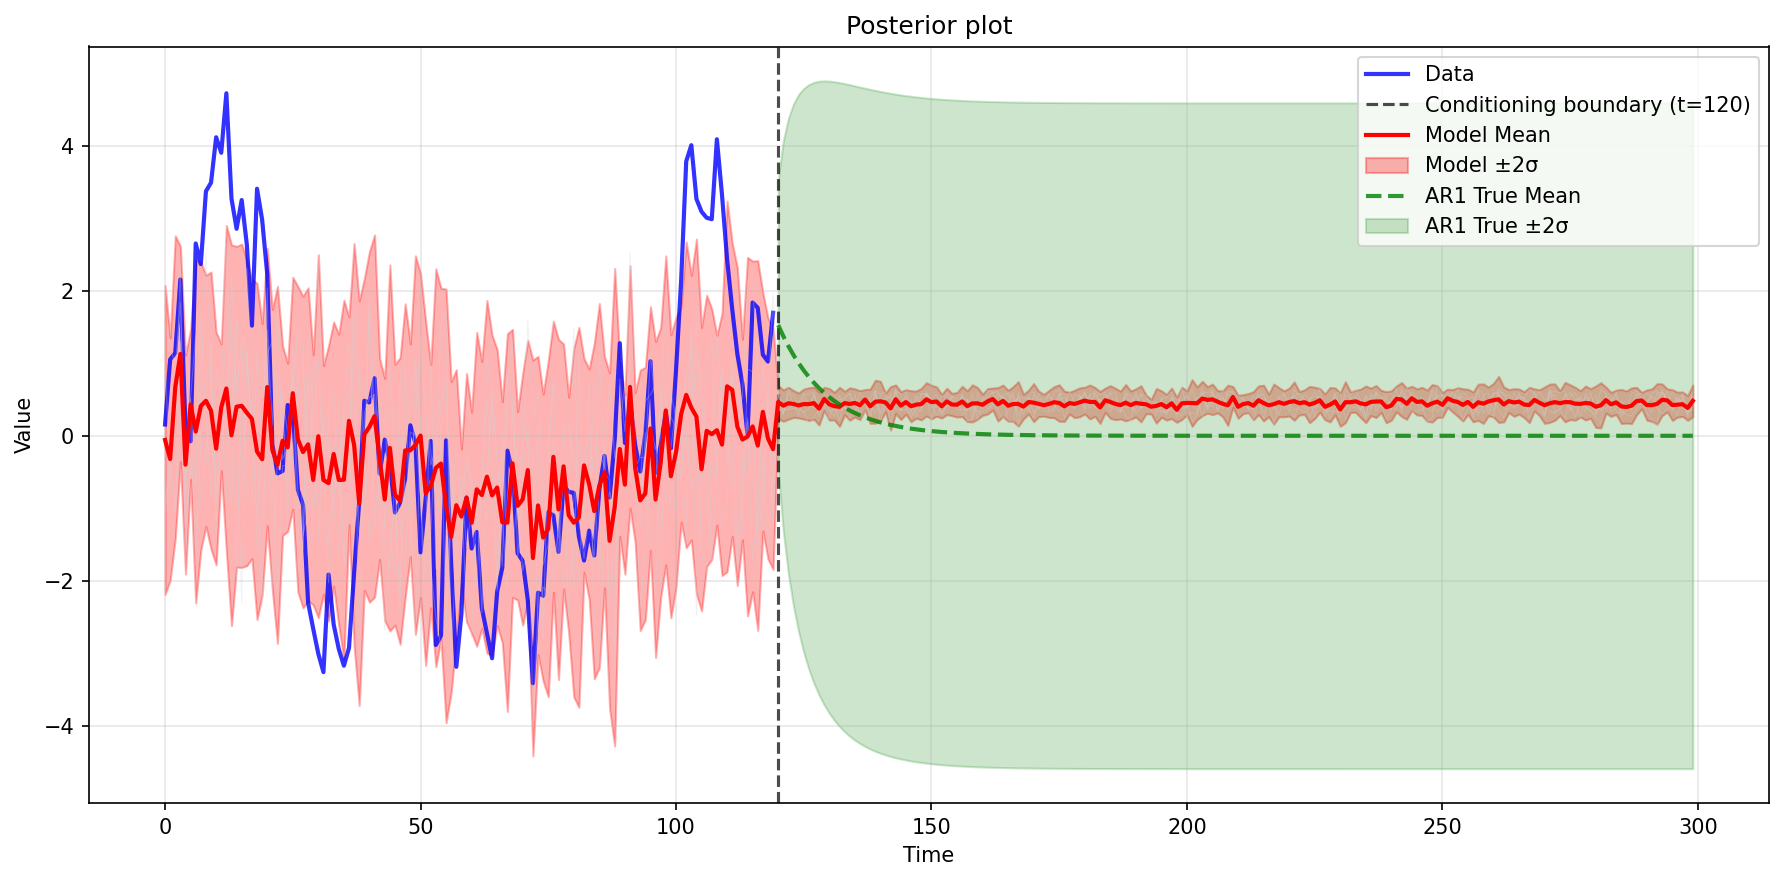 Posterior plot
Data
Conditioning boundary (t=120)
Model Mean
Model ±2σ
AR1 True Mean
AR1 True ±2σ
Value
4
2
0
−2
−4
0
50
100
150
200
250
300
Time